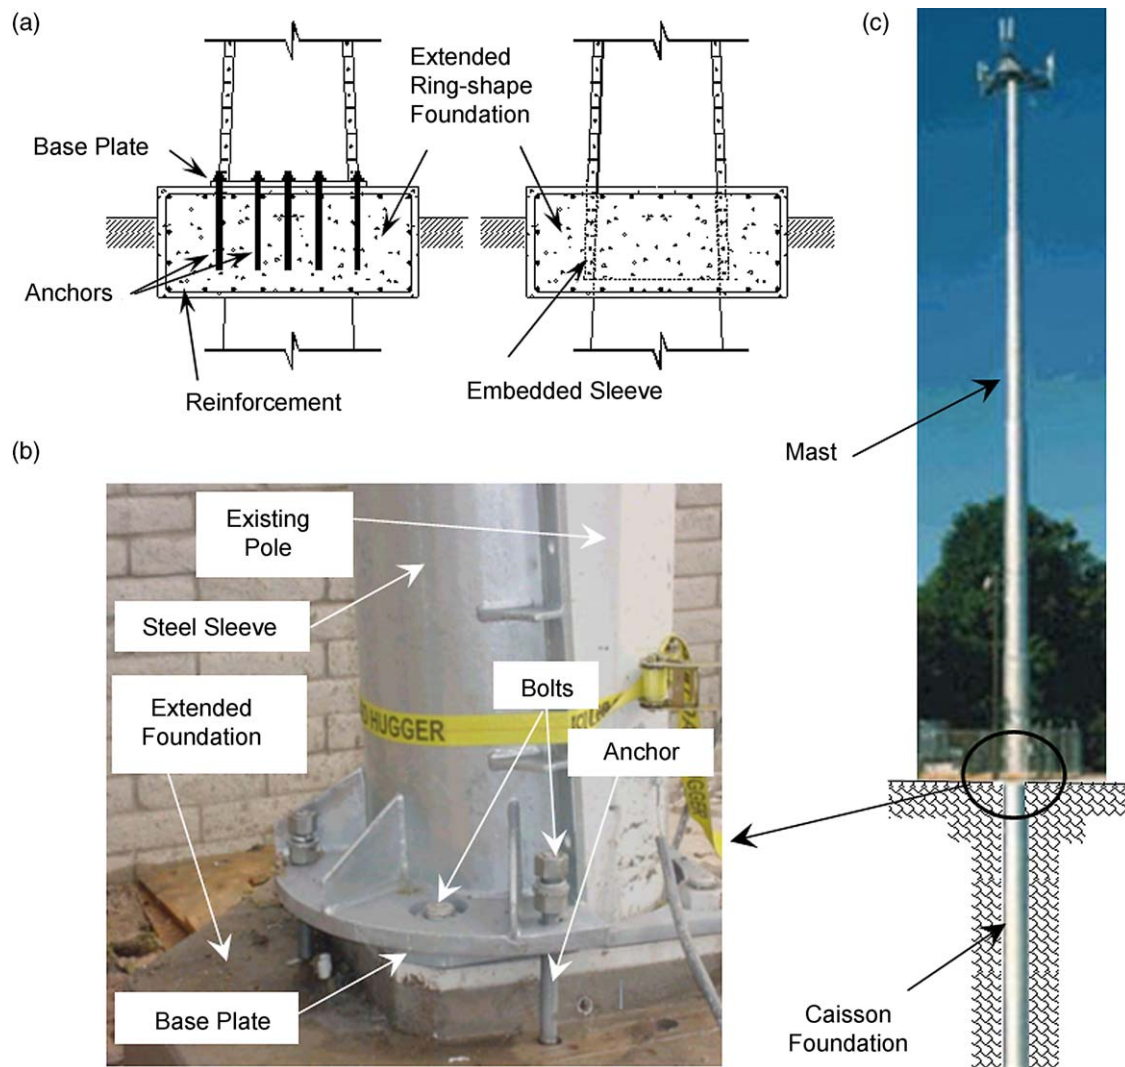 (a)
Base Plate
Extended
Ring-shape
Foundation
Anchors
Reinforcement
Embedded Sleeve
(b)
Existing
Pole
Steel Sleeve
Extended
Foundation
Bolts
HUGGER
Anchor
Base Plate
(c)
Mast
Caisson
Foundation